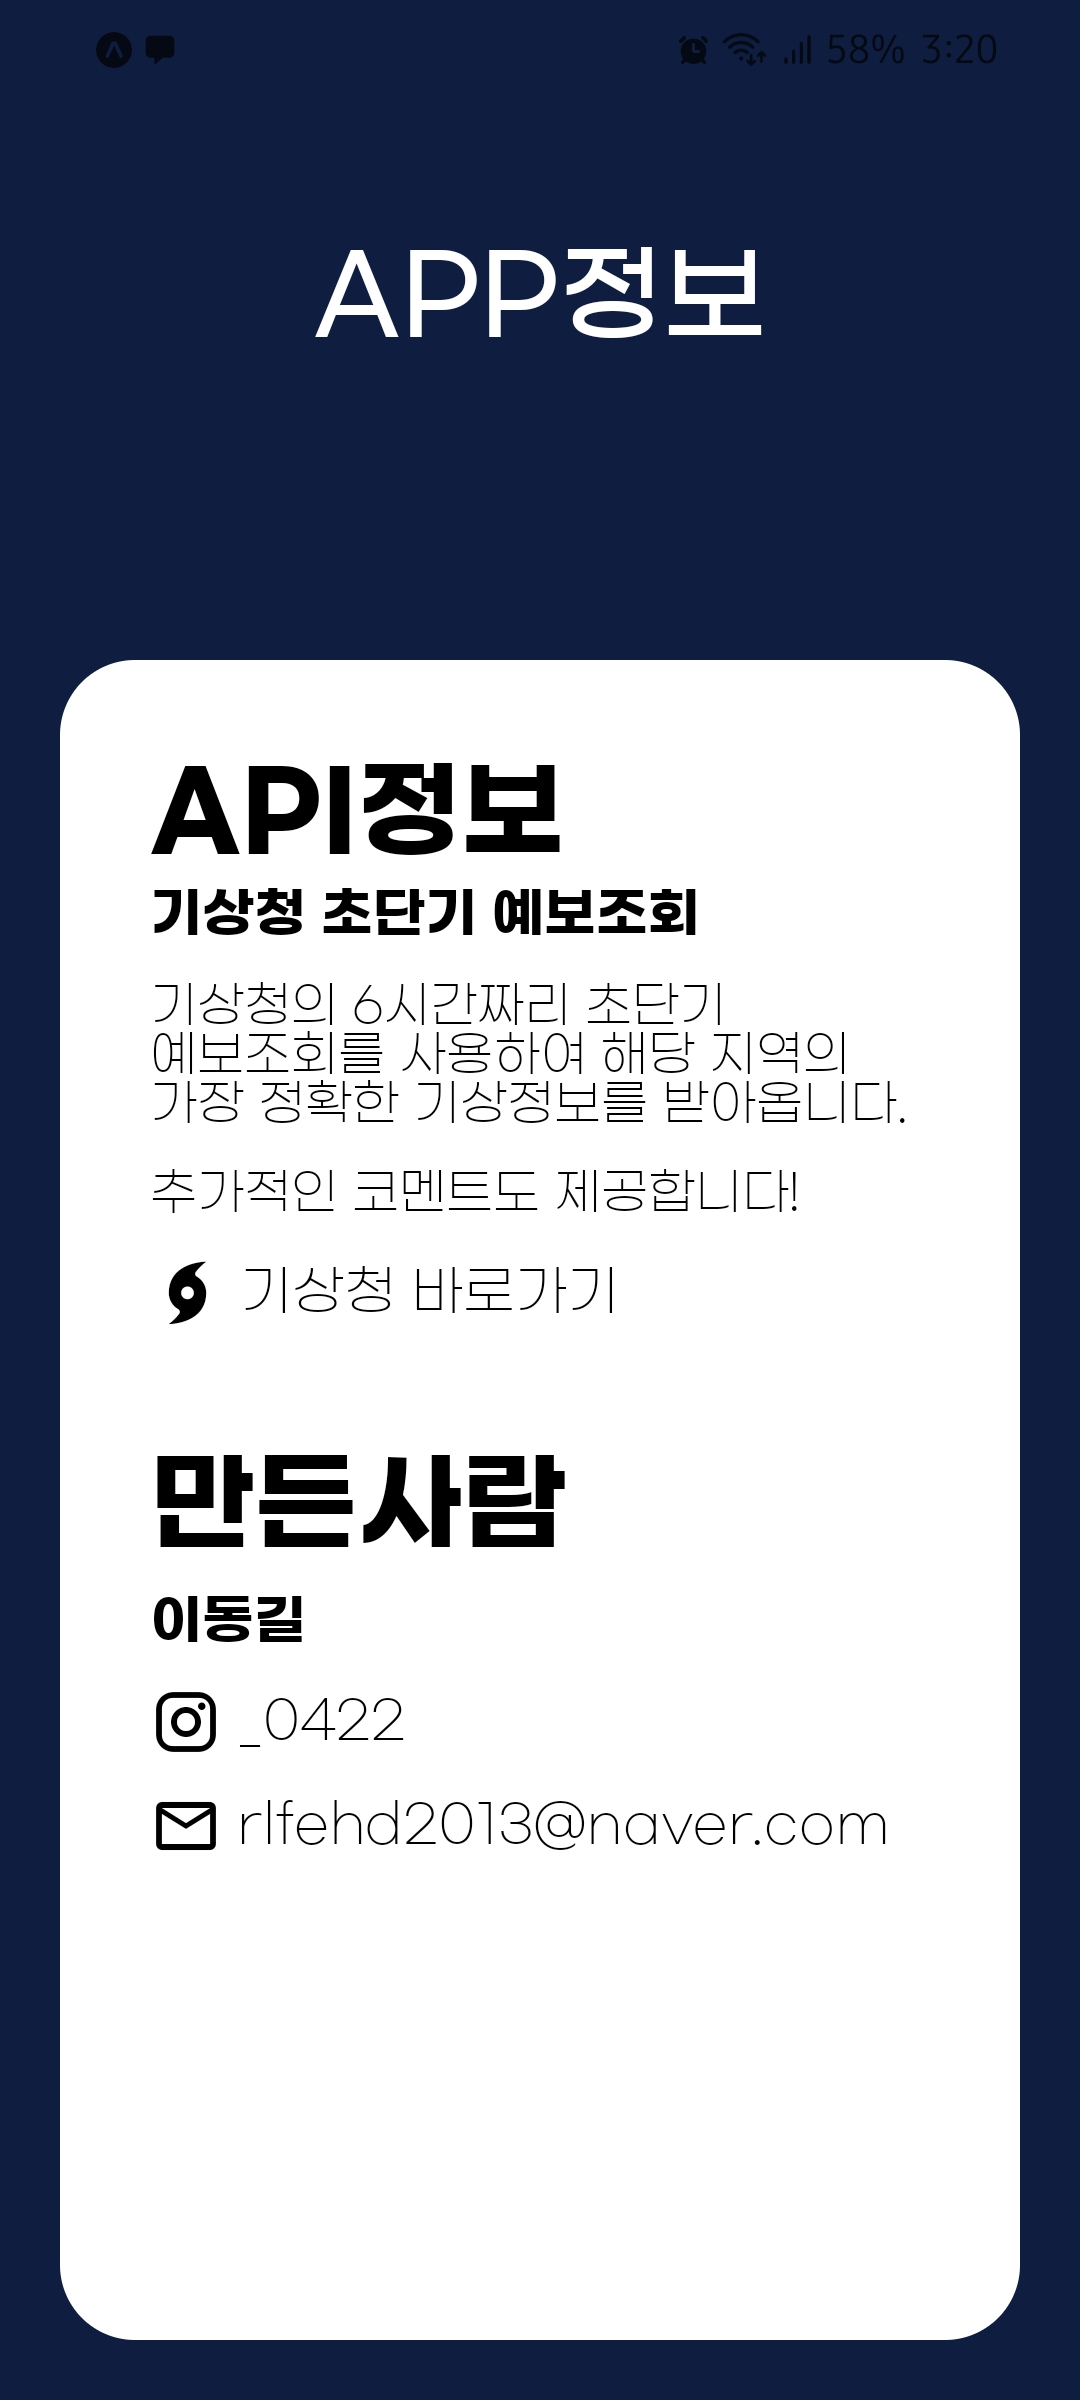 58% 3:20
APP정보
API정보
기상청 초단기 예보조회
기상청의 6시간짜리 초단기
예보조회를 사용하여 해당 지역의
가장 정확한 기상정보를 받아옵니다.
추가적인 코멘트도 제공합니다!
기상청 바로가기
만든사람
이동길
_0422
rlfehd2013@naver.com